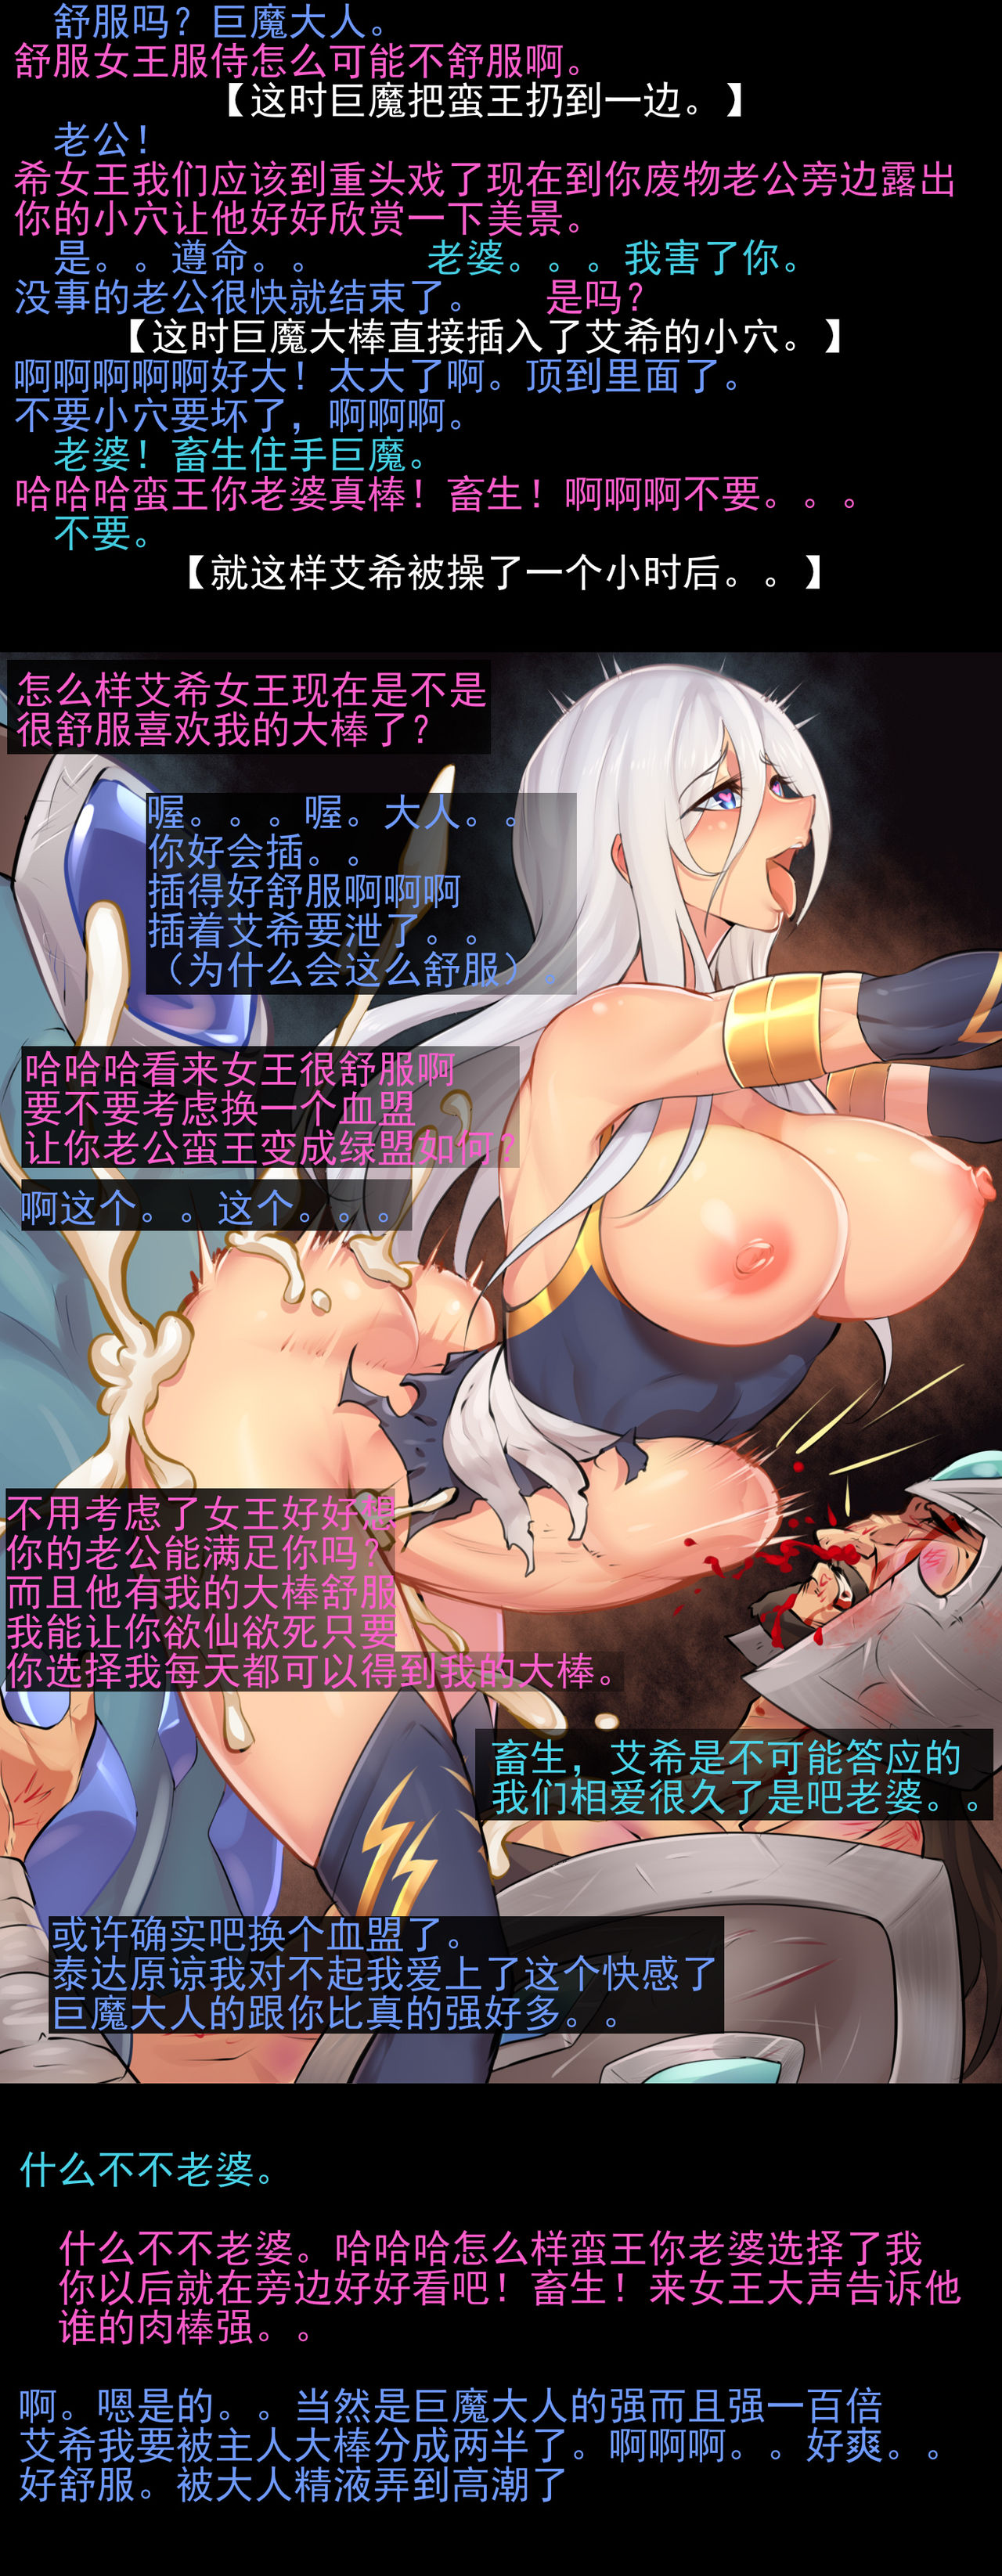 舒服吗？巨魔大人。
舒服女王服侍怎么可能不舒服啊。
【这时巨魔把蛮王扔到一边。】
老公！
希女王我们应该到重头戏了现在到你废物老公旁边露出
你的小穴让他好好欣赏一下美景。
是。。遵命。。 老婆。。。我害了你。
没事的老公很快就结束了。 是吗？
【这时巨魔大棒直接插入了艾希的小穴。】
啊啊啊啊啊好大！太大了啊。顶到里面了。
不要小穴要坏了，啊啊啊。
老婆！畜生住手巨魔。
哈哈哈蛮王你老婆真棒！畜生！啊啊啊不要。。。
不要。
【就这样艾希被操了一个小时后。。】
怎么样艾希女王现在是不是
很舒服喜欢我的大棒了？
喔。。。喔。大人。。
你好会插。。
插得好舒服啊啊啊
插着艾希要泄了。。
（为什么会这么舒服）。
哈哈哈看来女王很舒服啊
要不要考虑换一个血盟
让你老公蛮王变成绿盟如何？
啊这个。。这个。。。
不用考虑了女王好好想
你的老公能满足你吗？
而且他有我的大棒舒服
我能让你欲仙欲死只要
你选择我每天都可以得到我的大棒。
畜生，艾希是不可能答应的
我们相爱很久了是吧老婆。。
或许确实吧换个血盟了。
泰达原谅我对不起我爱上了这个快感了
巨魔大人的跟你比真的强好多。。
什么不不老婆。
什么不不老婆。哈哈哈怎么样蛮王你老婆选择了我
你以后就在旁边好好看吧！畜生！来女王大声告诉他
谁的肉棒强。。
啊。嗯是的。。当然是巨魔大人的强而且强一百倍
艾希我要被主人大棒分成两半了。啊啊啊。。好爽。。
好舒服。被大人精液弄到高潮了